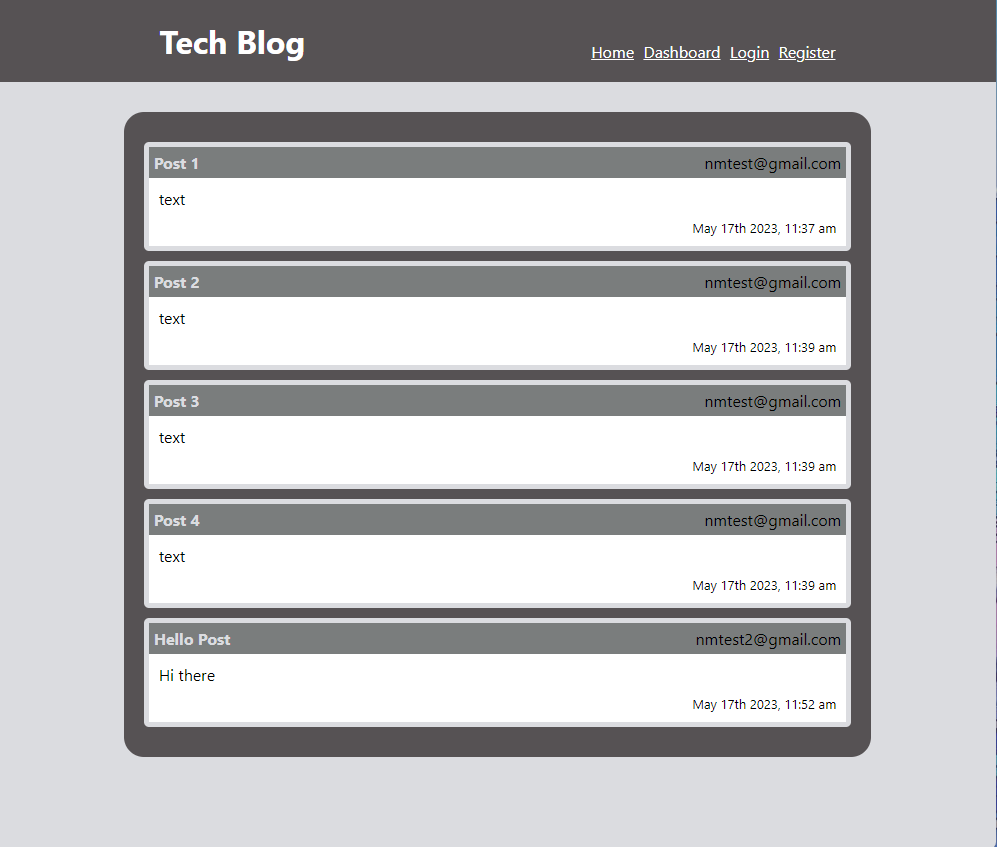 Tech Blog
Home Dashboard Login Register
Post 1 nmtest@gmail.com
text
May 17th 2023, 11:37 am
Post 2 nmtest@gmail.com
text
May 17th 2023, 11:39 am
Post 3 nmtest@gmail.com
text
May 17th 2023, 11:39 am
Post 4 nmtest@gmail.com
text
May 17th 2023, 11:39 am
Hello Post nmtest2@gmail.com
Hi there
May 17th 2023, 11:52 am